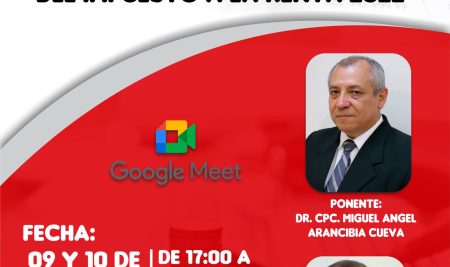 DEL IMPUESTO A LA RENTA 2022
Google Meet
PONENTE:
DR. CPC. MIGUEL ANGEL
ARANCIBIA CUEVA
FECHA:
09 Y 10 DE
DE 17:00 A